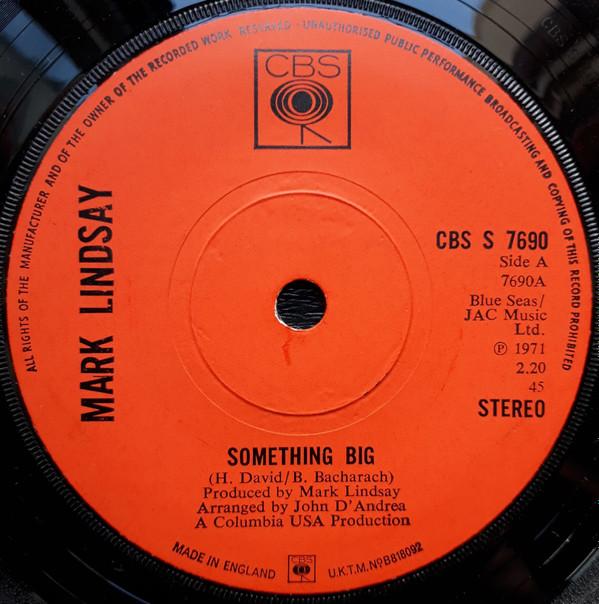 ALL RIGHTS OF THE MANUFACTURER AND OF THE OWNER OF THE RECORDED WORK RESERVED · UNAUTHORISED PUBLIC PERFORMANCE BROADCASTING AND COPYING OF THIS RECORD PROHIBITED
CBS
MARK LINDSAY
CBS S 7690
Side A
7690A
Blue Seas/
JAC Music
Ltd.
Ⓟ 1971
2.20
45
STEREO
SOMETHING BIG
(H. David/B. Bacharach)
Produced by Mark Lindsay
Arranged by John D'Andrea
A Columbia USA Production
MADE IN ENGLAND
CBS
U.K.T.M. Nº B818092